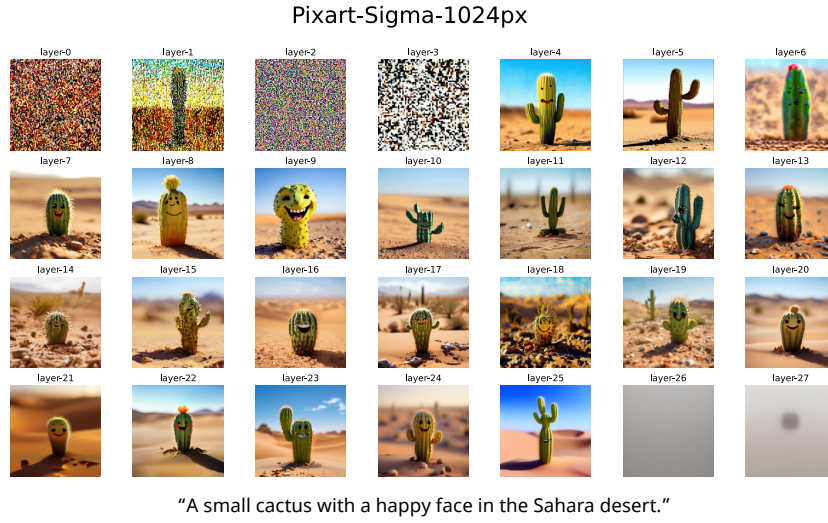 Pixart-Sigma-1024px
layer-0 layer-1 layer-2 layer-3 layer-4 layer-5 layer-6
layer-7 layer-8 layer-9 layer-10 layer-11 layer-12 layer-13
layer-14 layer-15 layer-16 layer-17 layer-18 layer-19 layer-20
layer-21 layer-22 layer-23 layer-24 layer-25 layer-26 layer-27
“A small cactus with a happy face in the Sahara desert.”